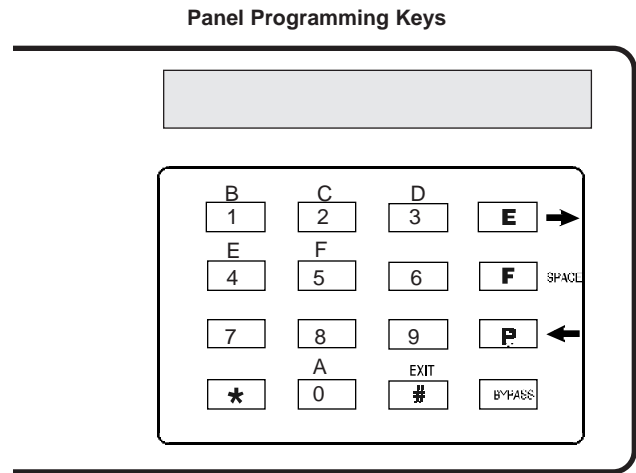 Panel Programming Keys
B C D
1 2 3 E
E F
4 5 6 F SPACE
7 8 9 P
A EXIT
* 0 # BYPASS